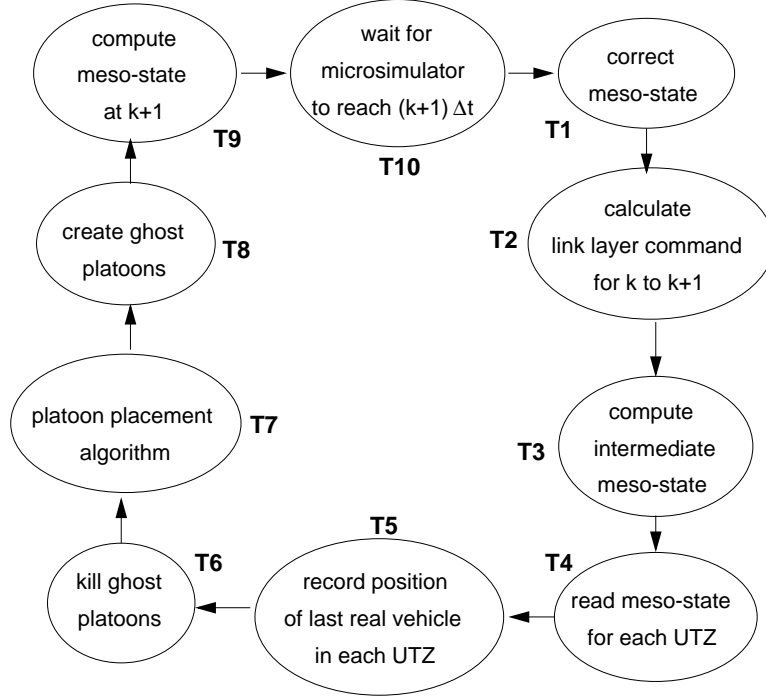 compute
meso-state
at k+1
T9
wait for
microsimulator
to reach (k+1) Δt
T10
correct
meso-state
T1
calculate
link layer command
for k to k+1
T2
compute
intermediate
meso-state
T3
read meso-state
for each UTZ
T4
record position
of last real vehicle
in each UTZ
T5
kill ghost
platoons
T6
platoon placement
algorithm
T7
create ghost
platoons
T8